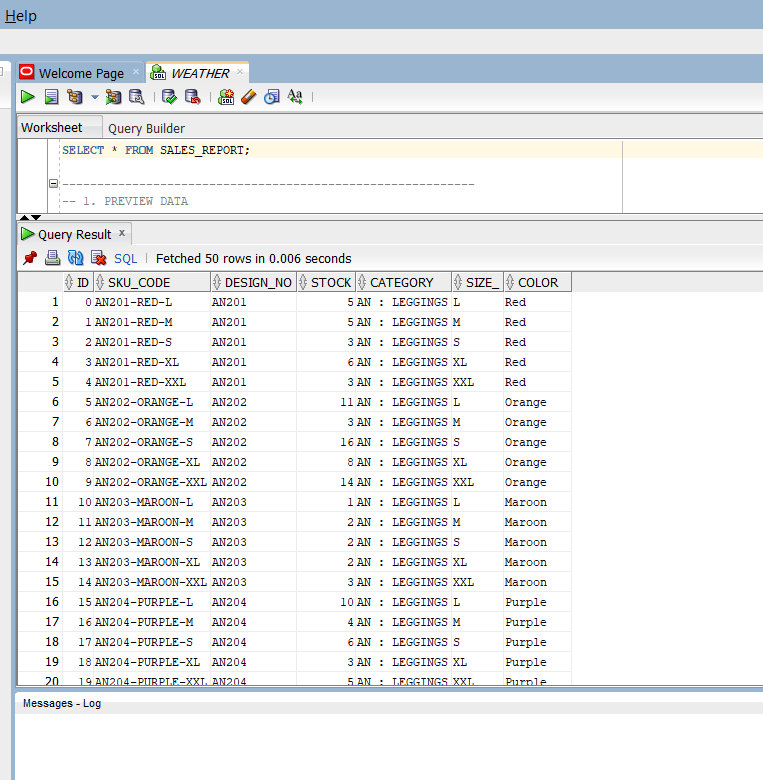 Help
Welcome Page × WEATHER ×
Worksheet Query Builder
SELECT * FROM SALES_REPORT;
-----------------------------------------------------------
-- 1. PREVIEW DATA
Query Result ×
SQL | Fetched 50 rows in 0.006 seconds
ID SKU_CODE DESIGN_NO STOCK CATEGORY SIZE_ COLOR
1 0 AN201-RED-L AN201 5 AN : LEGGINGS L Red
2 1 AN201-RED-M AN201 5 AN : LEGGINGS M Red
3 2 AN201-RED-S AN201 3 AN : LEGGINGS S Red
4 3 AN201-RED-XL AN201 6 AN : LEGGINGS XL Red
5 4 AN201-RED-XXL AN201 3 AN : LEGGINGS XXL Red
6 5 AN202-ORANGE-L AN202 11 AN : LEGGINGS L Orange
7 6 AN202-ORANGE-M AN202 3 AN : LEGGINGS M Orange
8 7 AN202-ORANGE-S AN202 16 AN : LEGGINGS S Orange
9 8 AN202-ORANGE-XL AN202 8 AN : LEGGINGS XL Orange
10 9 AN202-ORANGE-XXL AN202 14 AN : LEGGINGS XXL Orange
11 10 AN203-MAROON-L AN203 1 AN : LEGGINGS L Maroon
12 11 AN203-MAROON-M AN203 2 AN : LEGGINGS M Maroon
13 12 AN203-MAROON-S AN203 2 AN : LEGGINGS S Maroon
14 13 AN203-MAROON-XL AN203 2 AN : LEGGINGS XL Maroon
15 14 AN203-MAROON-XXL AN203 3 AN : LEGGINGS XXL Maroon
16 15 AN204-PURPLE-L AN204 10 AN : LEGGINGS L Purple
17 16 AN204-PURPLE-M AN204 4 AN : LEGGINGS M Purple
18 17 AN204-PURPLE-S AN204 6 AN : LEGGINGS S Purple
19 18 AN204-PURPLE-XL AN204 3 AN : LEGGINGS XL Purple
20 19 AN204-PURPLE-XXL AN204 5 AN : LEGGINGS XXL Purple
Messages - Log